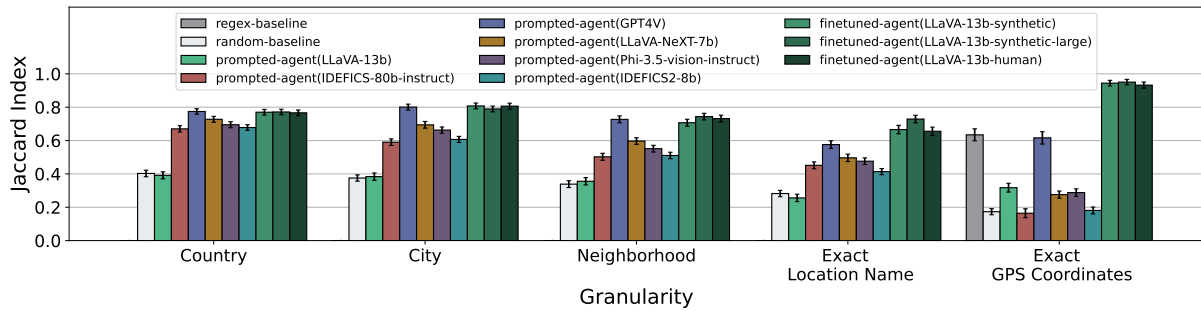 regex-baseline
random-baseline
prompted-agent(LLaVA-13b)
prompted-agent(IDEFICS-80b-instruct)
prompted-agent(GPT4V)
prompted-agent(LLaVA-NeXT-7b)
prompted-agent(Phi-3.5-vision-instruct)
prompted-agent(IDEFICS2-8b)
finetuned-agent(LLaVA-13b-synthetic)
finetuned-agent(LLaVA-13b-synthetic-large)
finetuned-agent(LLaVA-13b-human)
Jaccard Index
1.0
0.8
0.6
0.4
0.2
0.0
Country
City
Neighborhood
Exact
Location Name
Exact
GPS Coordinates
Granularity